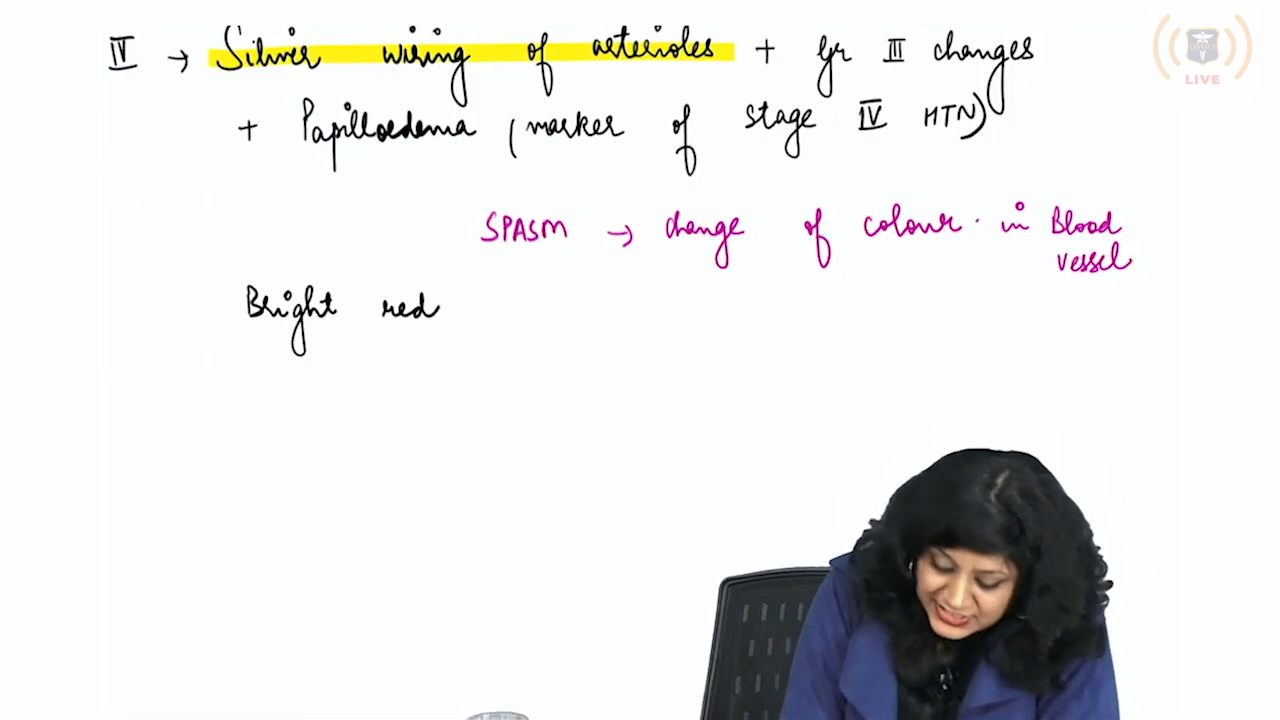 IV → Silver wiring of arterioles + Gr III changes
+ Papilloedema (marker of stage IV HTN)
SPASM → change of colour in Blood
vessel
Bright red
LIVE